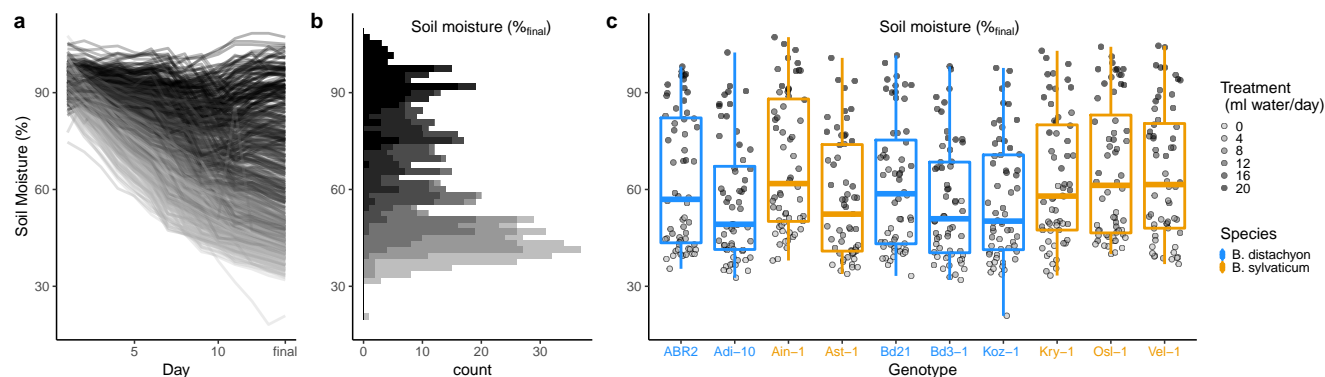 a
Soil Moisture (%)
90
60
30
5
10
final
Day
b
Soil moisture (%final)
90
60
30
0
10
20
30
count
c
Soil moisture (%final)
90
60
30
ABR2
Adi−10
Ain−1
Ast−1
Bd21
Bd3−1
Koz−1
Kry−1
Osl−1
Vel−1
Genotype
Treatment
(ml water/day)
0
4
8
12
16
20
Species
B. distachyon
B. sylvaticum